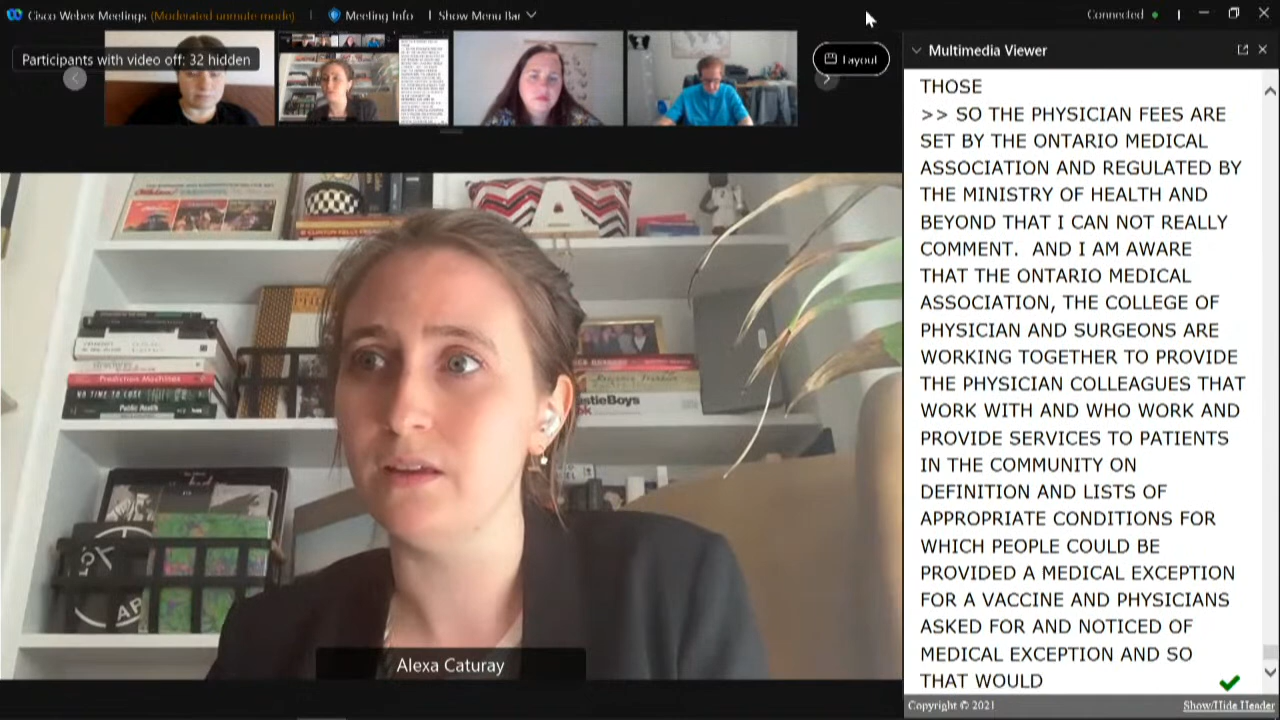 Cisco Webex Meetings (Moderated unmute mode)
Meeting Info
Show Menu Bar
Connected
Participants with video off: 32 hidden
Layout
A
Prediction Machines
NO TIME TO LOSE
Public Health
Alexa Caturay
Multimedia Viewer
THOSE
>> SO THE PHYSICIAN FEES ARE
SET BY THE ONTARIO MEDICAL
ASSOCIATION AND REGULATED BY
THE MINISTRY OF HEALTH AND
BEYOND THAT I CAN NOT REALLY
COMMENT. AND I AM AWARE
THAT THE ONTARIO MEDICAL
ASSOCIATION, THE COLLEGE OF
PHYSICIAN AND SURGEONS ARE
WORKING TOGETHER TO PROVIDE
THE PHYSICIAN COLLEAGUES THAT
WORK WITH AND WHO WORK AND
PROVIDE SERVICES TO PATIENTS
IN THE COMMUNITY ON
DEFINITION AND LISTS OF
APPROPRIATE CONDITIONS FOR
WHICH PEOPLE COULD BE
PROVIDED A MEDICAL EXCEPTION
FOR A VACCINE AND PHYSICIANS
ASKED FOR AND NOTICED OF
MEDICAL EXCEPTION AND SO
THAT WOULD
Copyright © 2021
Show/Hide Header